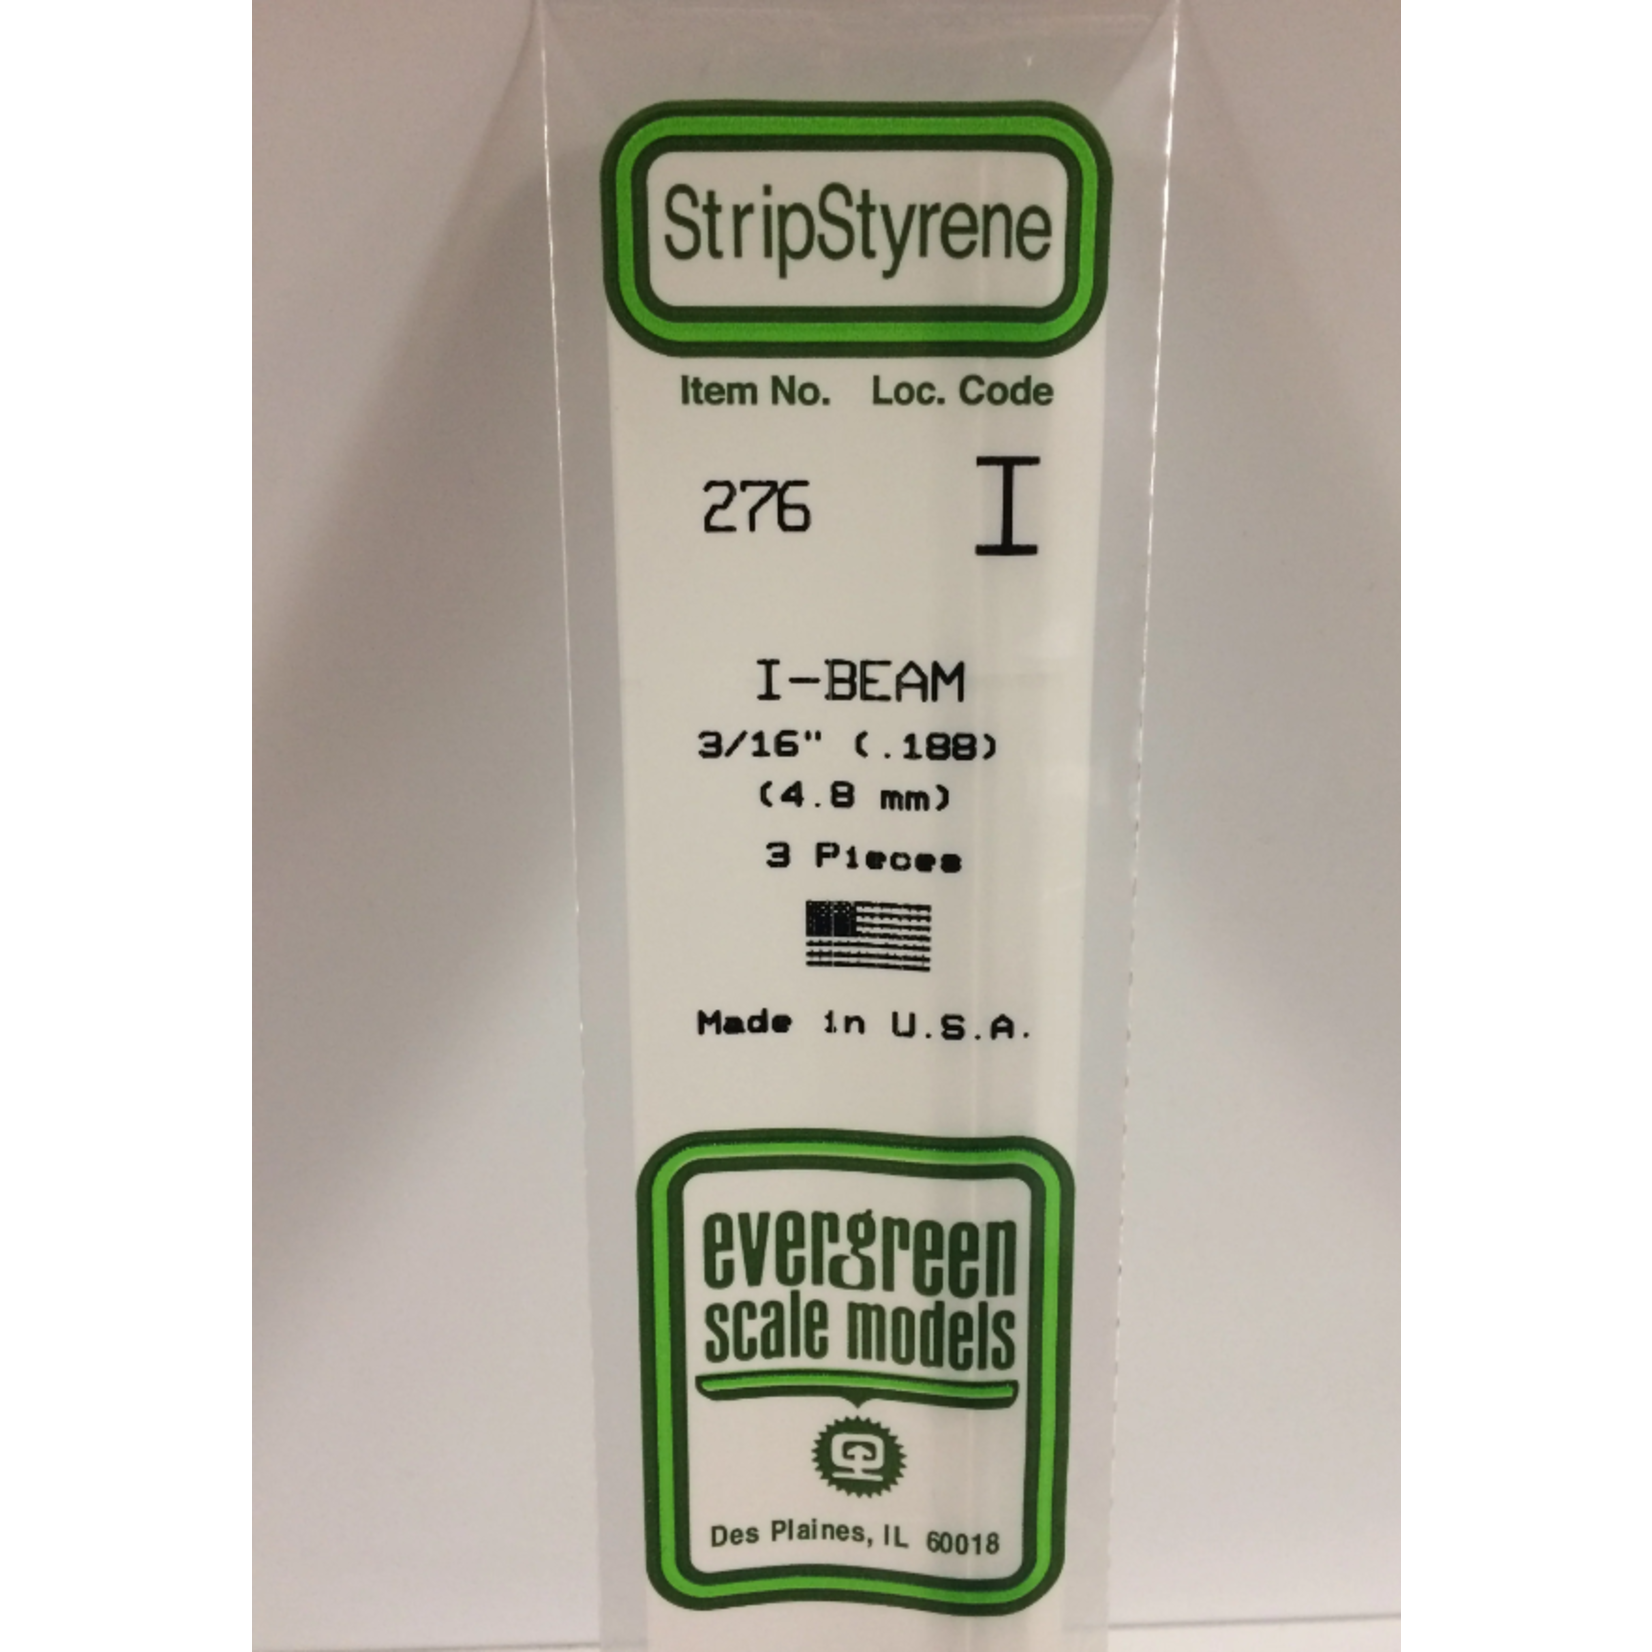 StripStyrene
Item No. Loc. Code
276 I
I-BEAM
3/16" (.188)
(4.8 mm)
3 Pieces
Made in U.S.A.
evergreen
scale models
Des Plaines, IL 60018